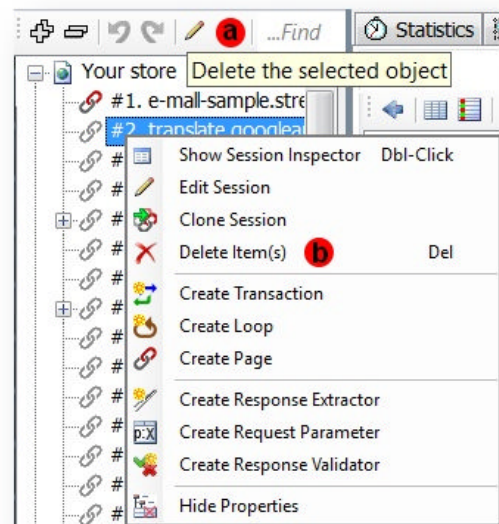 a
...Find
Statistics
Your store
Delete the selected object
#1. e-mall-sample.stre
#2. translate.googleap
#
Show Session Inspector Dbl-Click
#
Edit Session
#
Clone Session
#
Delete Item(s) b Del
#
Create Transaction
#
Create Loop
#
Create Page
#
Create Response Extractor
#
p:X Create Request Parameter
#
Create Response Validator
#
Hide Properties
#